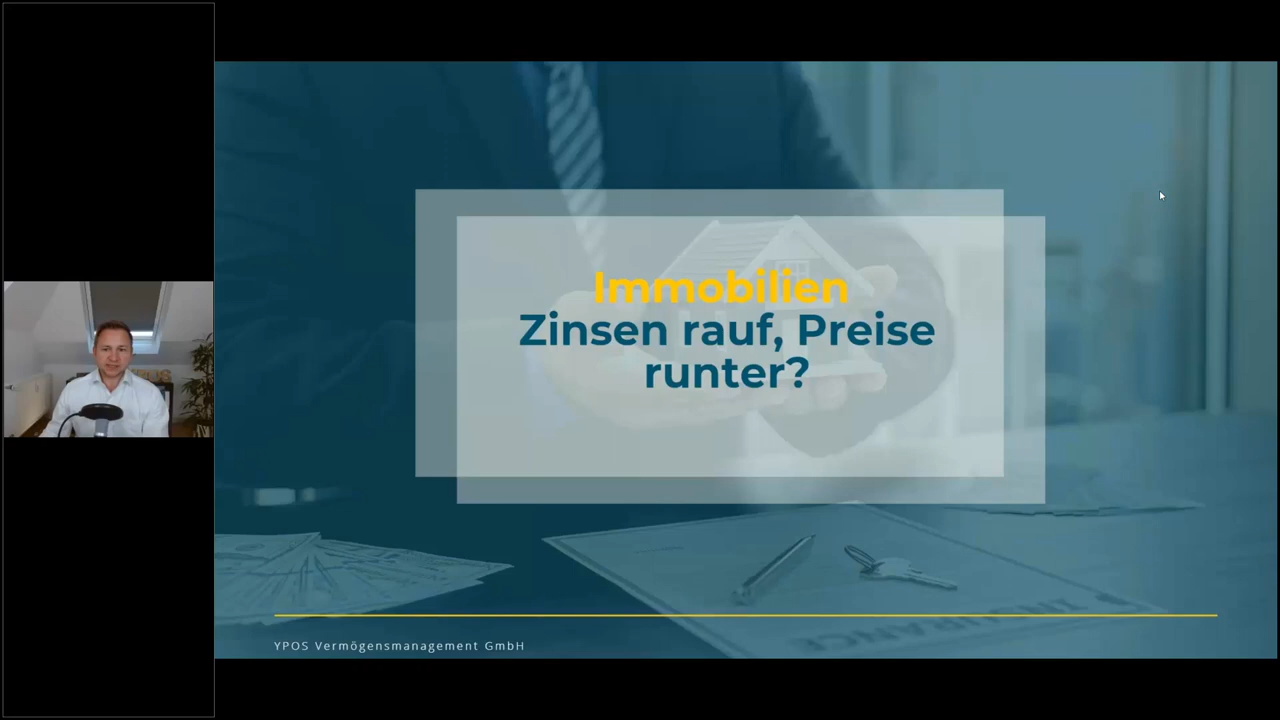 Immobilien
Zinsen rauf, Preise
runter?
YPOS Vermögensmanagement GmbH